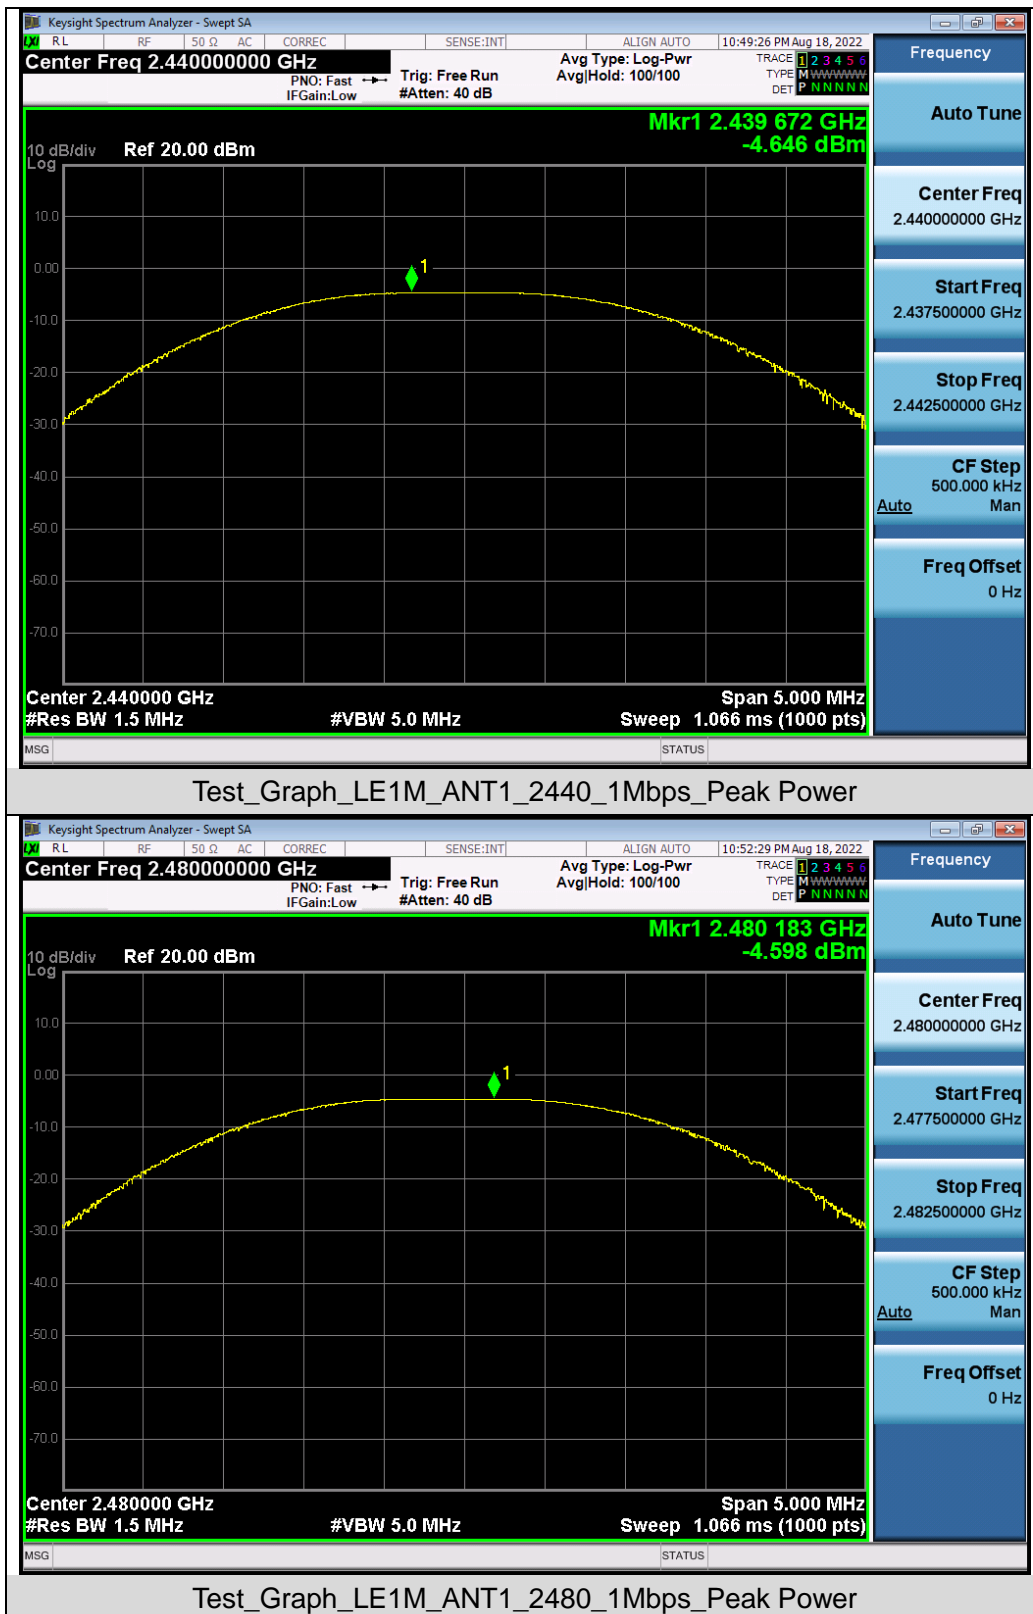 Keysight Spectrum Analyzer - Swept SA
LXI RL RF 50 Ω AC CORREC SENSE:INT ALIGN AUTO 10:49:26 PM Aug 18, 2022
Center Freq 2.440000000 GHz
PNO: Fast
IFGain:Low
Trig: Free Run
#Atten: 40 dB
Avg Type: Log-Pwr
Avg|Hold: 100/100
TRACE 1 2 3 4 5 6
TYPE M WWWWW
DET P N N N N N
Frequency
Mkr1 2.439 672 GHz
-4.646 dBm
10 dB/div Ref 20.00 dBm
Log
10.0
0.00
-10.0
-20.0
-30.0
-40.0
-50.0
-60.0
-70.0
1
Center 2.440000 GHz Span 5.000 MHz
#Res BW 1.5 MHz #VBW 5.0 MHz Sweep 1.066 ms (1000 pts)
MSG STATUS
Auto Tune
Center Freq
2.440000000 GHz
Start Freq
2.437500000 GHz
Stop Freq
2.442500000 GHz
CF Step
500.000 kHz
Auto Man
Freq Offset
0 Hz
Test_Graph_LE1M_ANT1_2440_1Mbps_Peak Power
Keysight Spectrum Analyzer - Swept SA
LXI RL RF 50 Ω AC CORREC SENSE:INT ALIGN AUTO 10:52:29 PM Aug 18, 2022
Center Freq 2.480000000 GHz
PNO: Fast
IFGain:Low
Trig: Free Run
#Atten: 40 dB
Avg Type: Log-Pwr
Avg|Hold: 100/100
TRACE 1 2 3 4 5 6
TYPE M WWWWW
DET P N N N N N
Frequency
Mkr1 2.480 183 GHz
-4.598 dBm
10 dB/div Ref 20.00 dBm
Log
10.0
0.00
-10.0
-20.0
-30.0
-40.0
-50.0
-60.0
-70.0
1
Center 2.480000 GHz Span 5.000 MHz
#Res BW 1.5 MHz #VBW 5.0 MHz Sweep 1.066 ms (1000 pts)
MSG STATUS
Auto Tune
Center Freq
2.480000000 GHz
Start Freq
2.477500000 GHz
Stop Freq
2.482500000 GHz
CF Step
500.000 kHz
Auto Man
Freq Offset
0 Hz
Test_Graph_LE1M_ANT1_2480_1Mbps_Peak Power